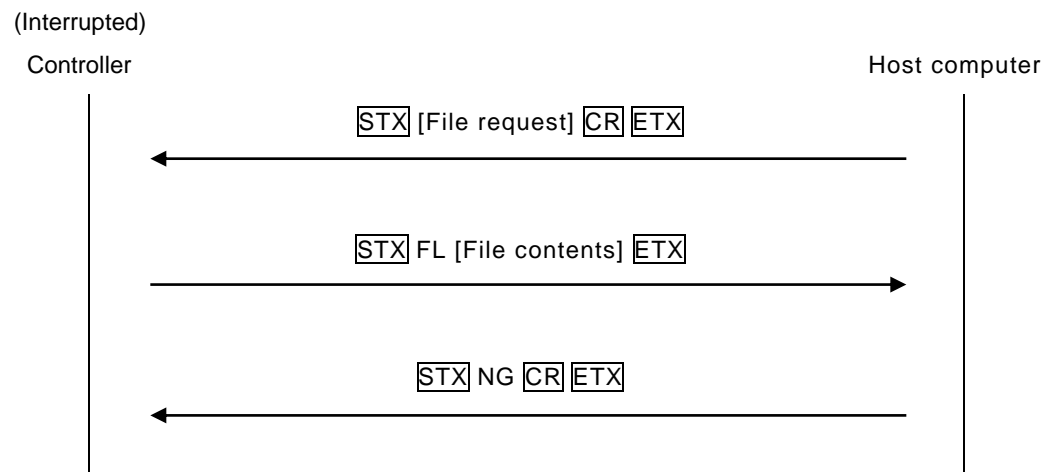 (Interrupted)
Controller Host computer
STX [File request] CR ETX
STX FL [File contents] ETX
STX NG CR ETX